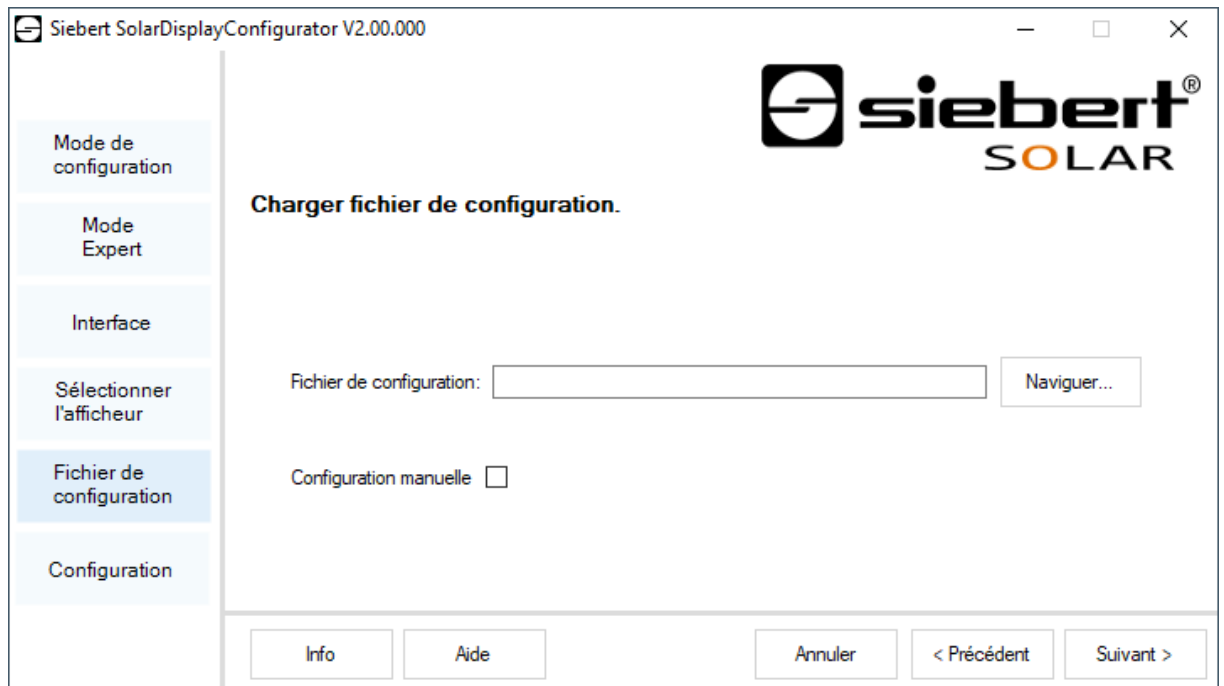 Siebert SolarDisplayConfigurator V2.00.000
siebert®
SOLAR
Mode de
configuration
Mode
Expert
Interface
Sélectionner
l'afficheur
Fichier de
configuration
Configuration
Charger fichier de configuration.
Fichier de configuration:
Naviguer...
Configuration manuelle
Info
Aide
Annuler
< Précédent
Suivant >